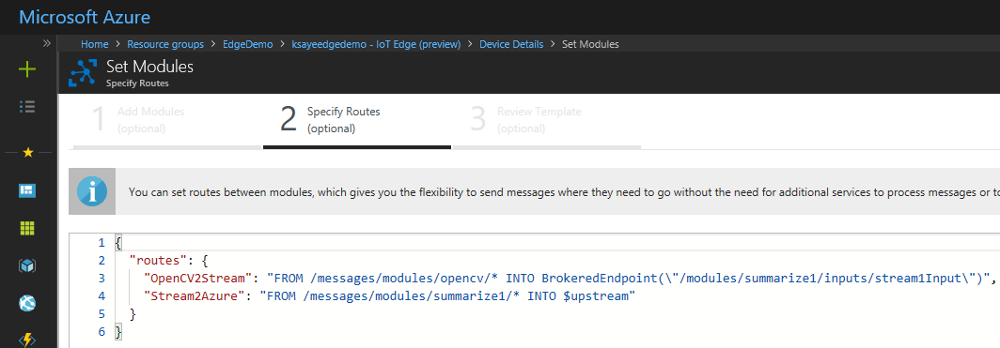 Microsoft Azure
Home > Resource groups > EdgeDemo > ksayeedgedemo - IoT Edge (preview) > Device Details > Set Modules
Set Modules
Specify Routes
1 Add Modules (optional)
2 Specify Routes (optional)
3 Review Template (optional)
You can set routes between modules, which gives you the flexibility to send messages where they need to go without the need for additional services to process messages or to
1 {
2 "routes": {
3 "OpenCV2Stream": "FROM /messages/modules/opencv/* INTO BrokeredEndpoint(\"/modules/summarize1/inputs/stream1Input\")",
4 "Stream2Azure": "FROM /messages/modules/summarize1/* INTO $upstream"
5 }
6 }